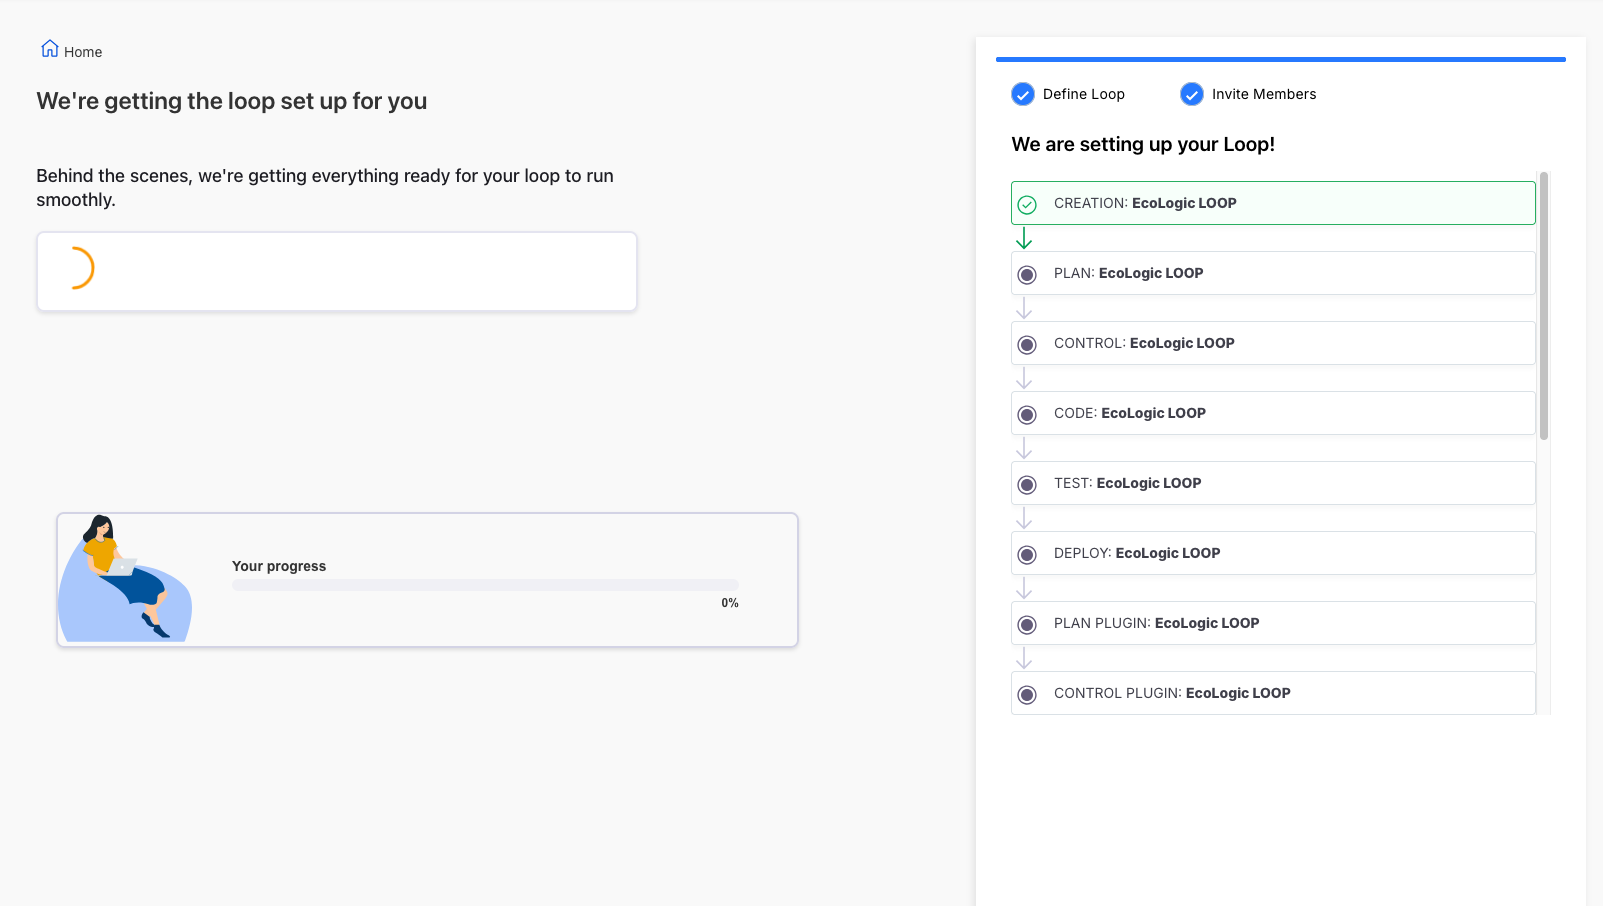 Home
We're getting the loop set up for you
Behind the scenes, we're getting everything ready for your loop to run
smoothly.
Your progress
0%
Define Loop
Invite Members
We are setting up your Loop!
CREATION: EcoLogic LOOP
PLAN: EcoLogic LOOP
CONTROL: EcoLogic LOOP
CODE: EcoLogic LOOP
TEST: EcoLogic LOOP
DEPLOY: EcoLogic LOOP
PLAN PLUGIN: EcoLogic LOOP
CONTROL PLUGIN: EcoLogic LOOP